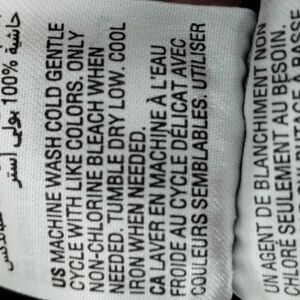 حاشية 100% بولي استر
US MACHINE WASH COLD GENTLE
CYCLE WITH LIKE COLORS. ONLY
NON-CHLORINE BLEACH WHEN
NEEDED. TUMBLE DRY LOW. COOL
IRON WHEN NEEDED.
CA LAVER EN MACHINE À L'EAU
FROIDE AU CYCLE DÉLICAT AVEC
COULEURS SEMBLABLES. UTILISER
UN AGENT DE BLANCHIMENT NON
CHLORÉ SEULEMENT AU BESOIN.